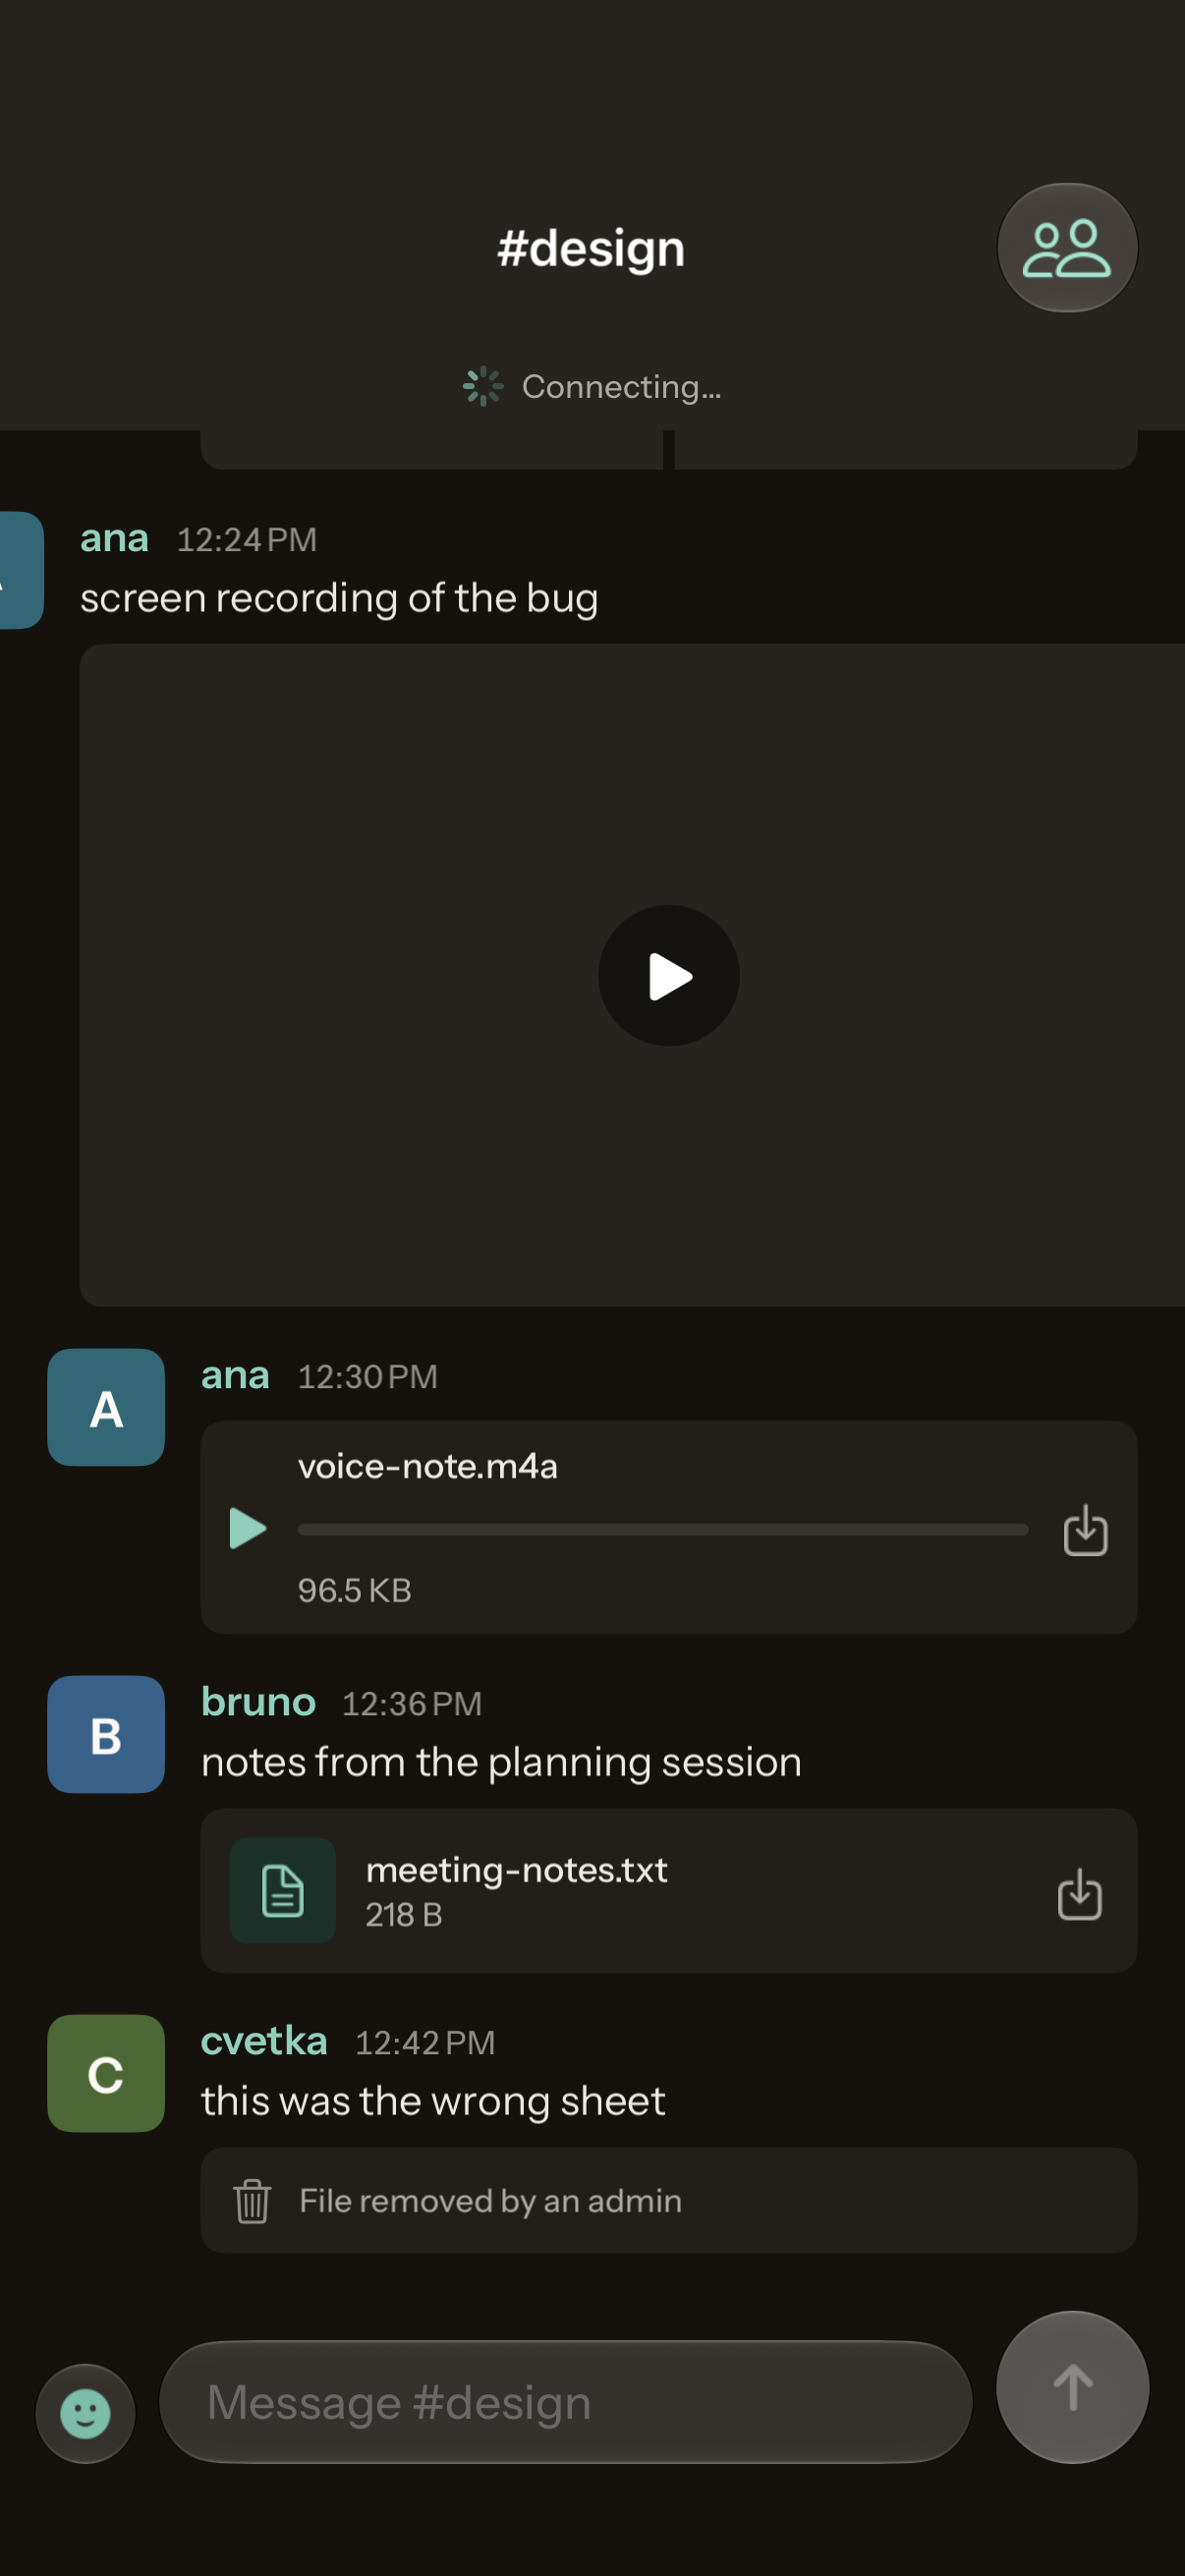 #design
Connecting...
ana 12:24 PM
screen recording of the bug
A
ana 12:30 PM
voice-note.m4a
96.5 KB
B
bruno 12:36 PM
notes from the planning session
meeting-notes.txt
218 B
C
cvetka 12:42 PM
this was the wrong sheet
File removed by an admin
Message #design